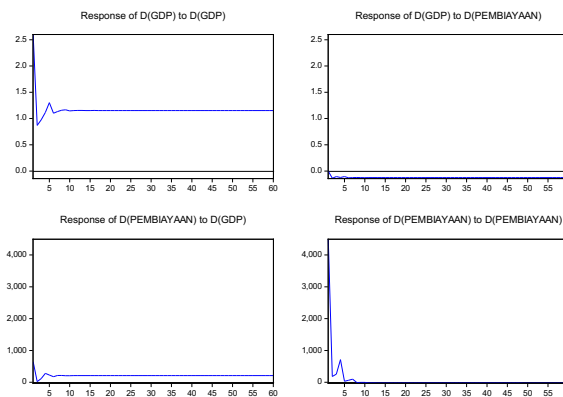 Response of D(GDP) to D(GDP)
Response of D(GDP) to D(PEMBIAYAAN)
2.5
2.0
1.5
1.0
0.5
0.0
5 10 15 20 25 30 35 40 45 50 55 60
2.5
2.0
1.5
1.0
0.5
0.0
5 10 15 20 25 30 35 40 45 50 55
Response of D(PEMBIAYAAN) to D(GDP)
Response of D(PEMBIAYAAN) to D(PEMBIAYAAN)
4,000
3,000
2,000
1,000
0
5 10 15 20 25 30 35 40 45 50 55 60
4,000
3,000
2,000
1,000
0
5 10 15 20 25 30 35 40 45 50 55